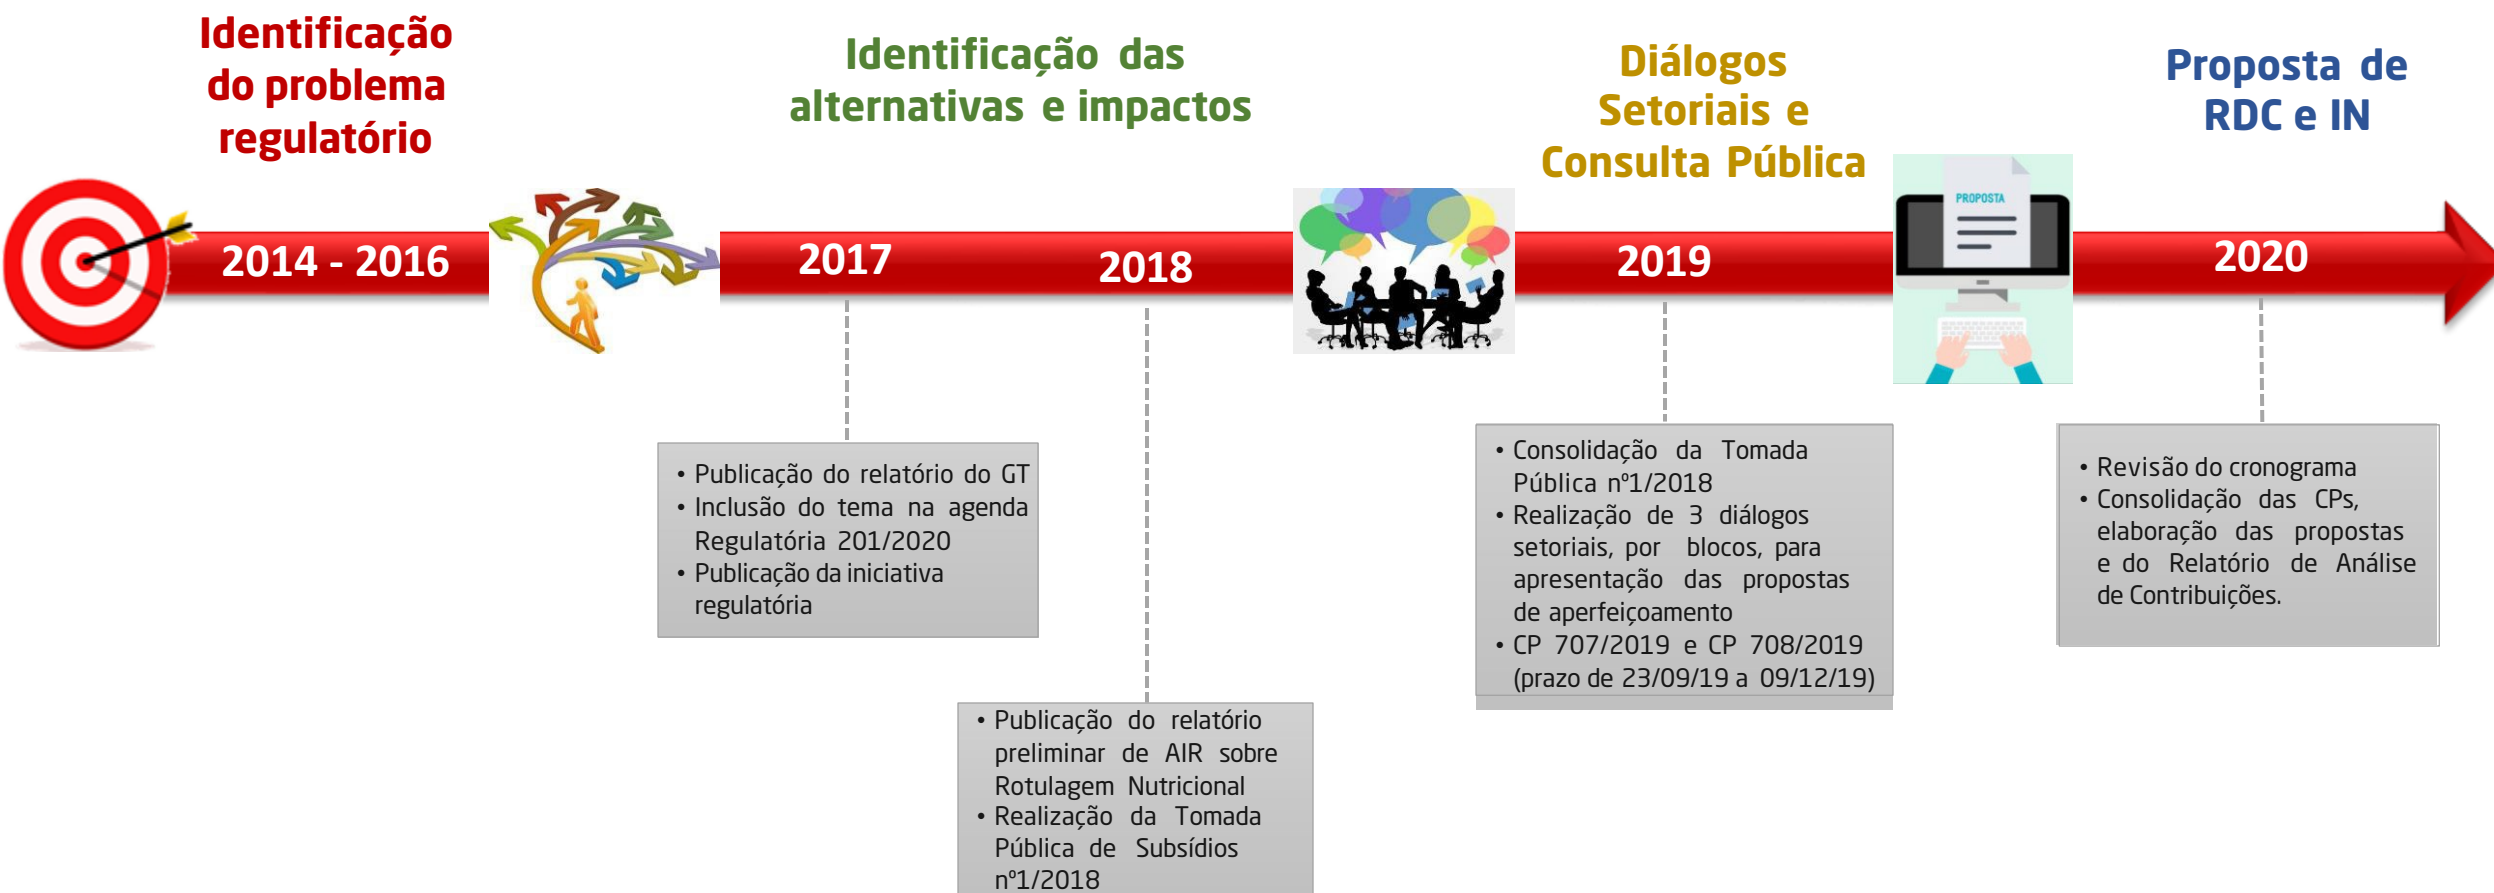 Identificação
do problema
regulatório
Identificação das
alternativas e impactos
Diálogos
Setoriais e
Consulta Pública
Proposta de
RDC e IN
PROPOSTA
2014 - 2016
2017
2018
2019
2020
• Publicação do relatório do GT
• Inclusão do tema na agenda
Regulatória 201/2020
• Publicação da iniciativa
regulatória
• Publicação do relatório
preliminar de AIR sobre
Rotulagem Nutricional
• Realização da Tomada
Pública de Subsídios
nº1/2018
• Consolidação da Tomada
Pública nº1/2018
• Realização de 3 diálogos
setoriais, por blocos, para
apresentação das propostas
de aperfeiçoamento
• CP 707/2019 e CP 708/2019
(prazo de 23/09/19 a 09/12/19)
• Revisão do cronograma
• Consolidação das CPs,
elaboração das propostas
e do Relatório de Análise
de Contribuições.